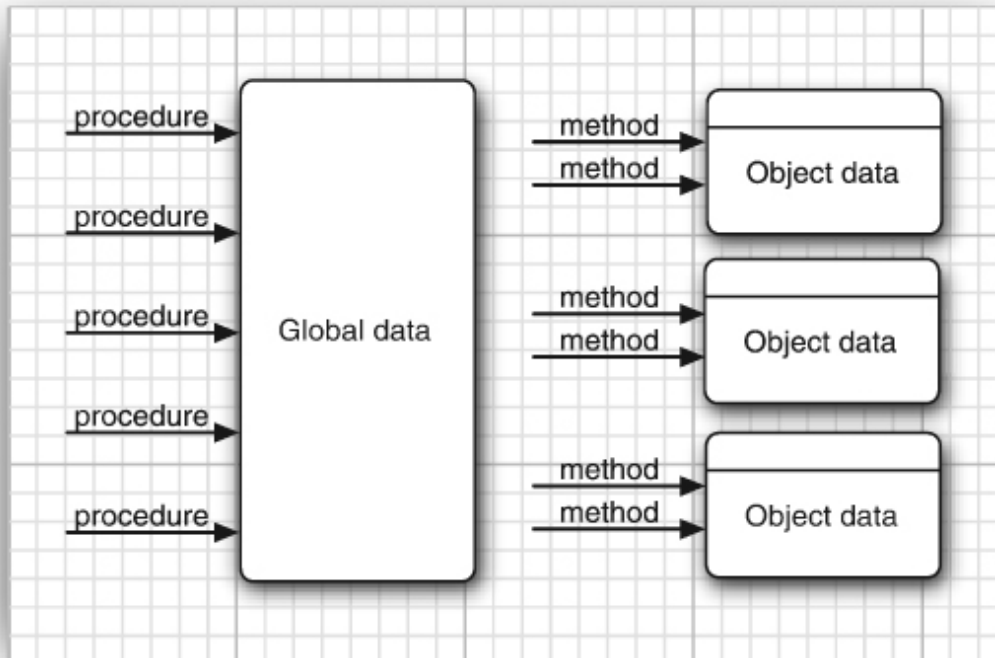 procedure
procedure
procedure
procedure
procedure
Global data
method
method
Object data
method
method
Object data
method
method
Object data